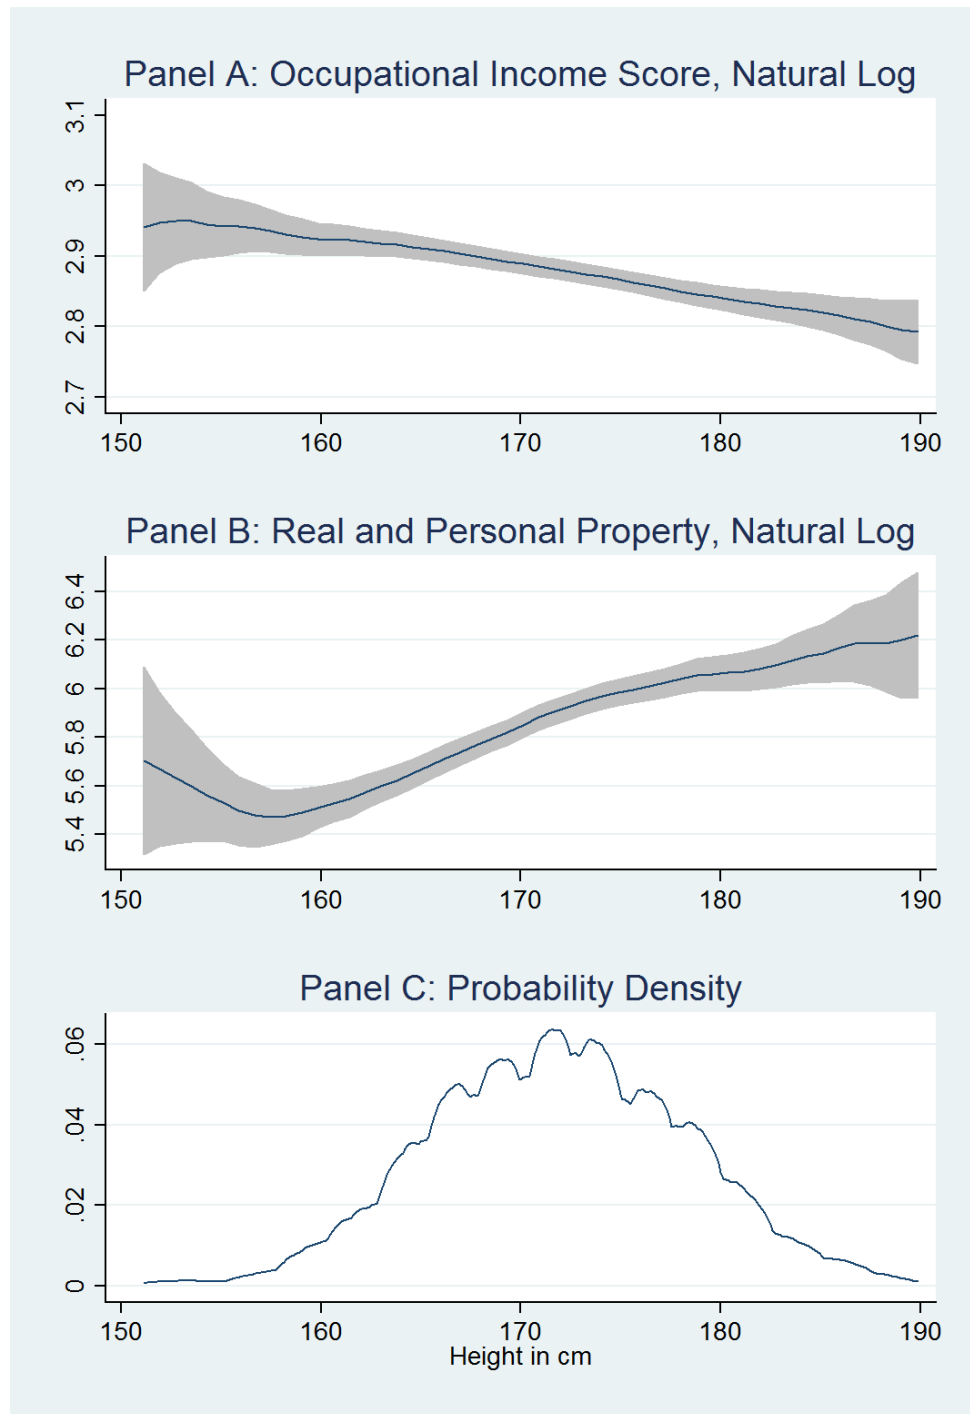 Panel A: Occupational Income Score, Natural Log
3.1
3
2.9
2.8
2.7
150 160 170 180 190
Panel B: Real and Personal Property, Natural Log
6.4
6.2
6
5.8
5.6
5.4
150 160 170 180 190
Panel C: Probability Density
.06
.04
.02
0
150 160 170 180 190
Height in cm